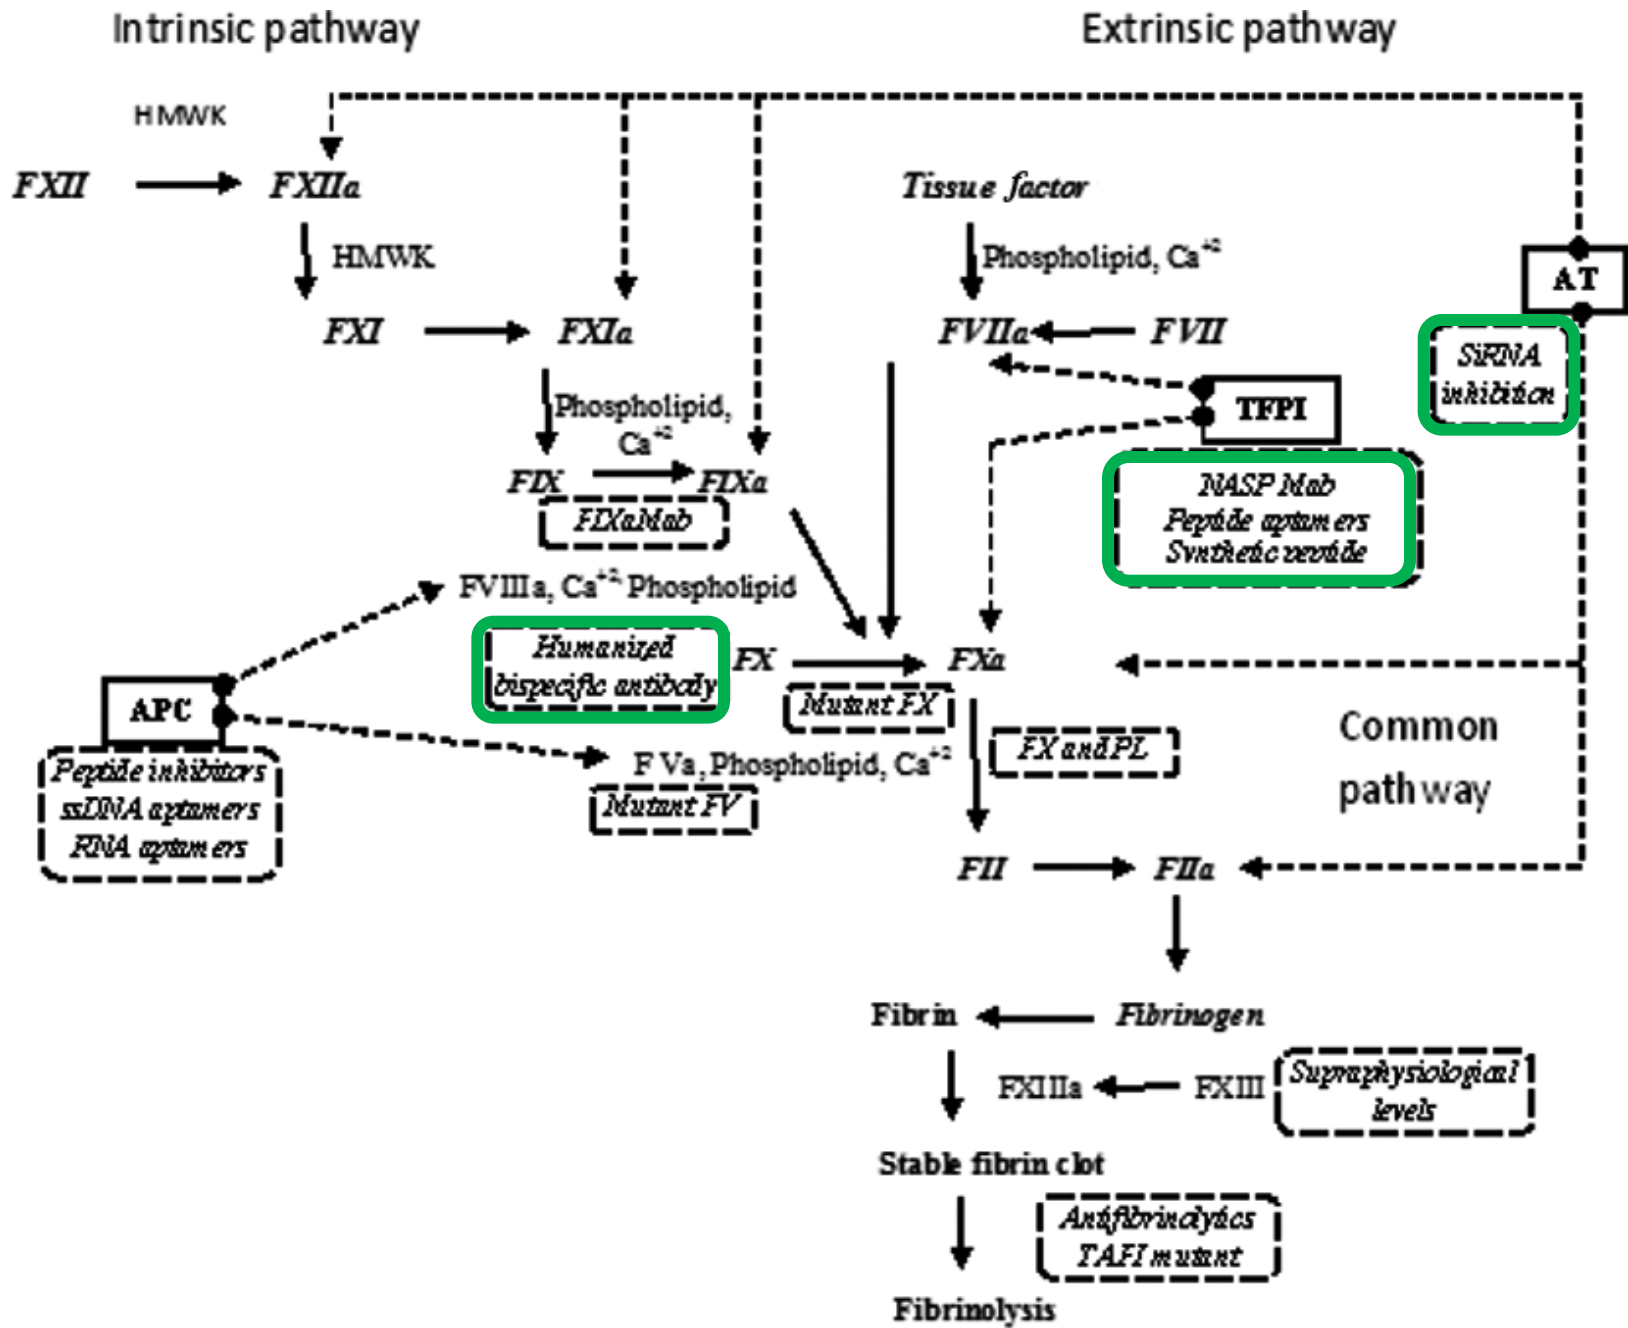 Intrinsic pathway
Extrinsic pathway
HMWK
FXII
FXIIa
Tissue factor
HMWK
Phospholipid, Ca+2
AT
FXI
FXIa
FVIIa
FVII
SiRNA
inhibition
Phospholipid,
Ca+2
TFPI
FIX
FIXa
NASP Mab
Peptide aptamers
Synthetic peptide
FIXaMab
FVIIIa, Ca+2, Phospholipid
Humanized
bispecific antibody
FX
FXa
Mutant FX
APC
Peptide inhibitors
ssDNA aptamers
RNA aptamers
FVa, Phospholipid, Ca+2
Mutant FV
FX and PL
Common
pathway
FII
FIIa
Fibrin
Fibrinogen
FXIIIa
FXIII
Supraphysiological
levels
Stable fibrin clot
Antifibrinolytics
TAFI mutant
Fibrinolysis